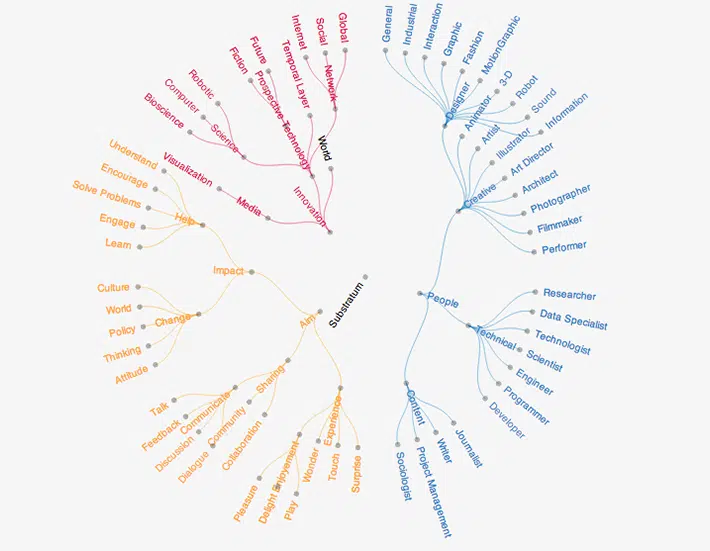 General
Industrial
Interaction
Graphic
Fashion
MotionGraphic
Designer
Animator
3-D
Robot
Sound
Information
Artist
Illustrator
Art Director
Architect
Creative
Photographer
Filmmaker
Performer
People
Researcher
Data Specialist
Technologist
Technical
Scientist
Engineer
Programmer
Developer
Content
Journalist
Writer
Project Management
Sociologist
Substratum
World
Global
Social
Network
Internet
Temporal Layer
Future
Prospective Technology
Fiction
Robotic
Computer
Science
Bioscience
Innovation
Visualization
Media
Understand
Encourage
Solve Problems
Help
Engage
Learn
Impact
Culture
World
Change
Policy
Thinking
Attitude
Aim
Sharing
Talk
Communicate
Feedback
Discussion
Dialogue
Community
Collaboration
Experience
Enjoyement
Pleasure
Delight
Play
Wonder
Touch
Surprise